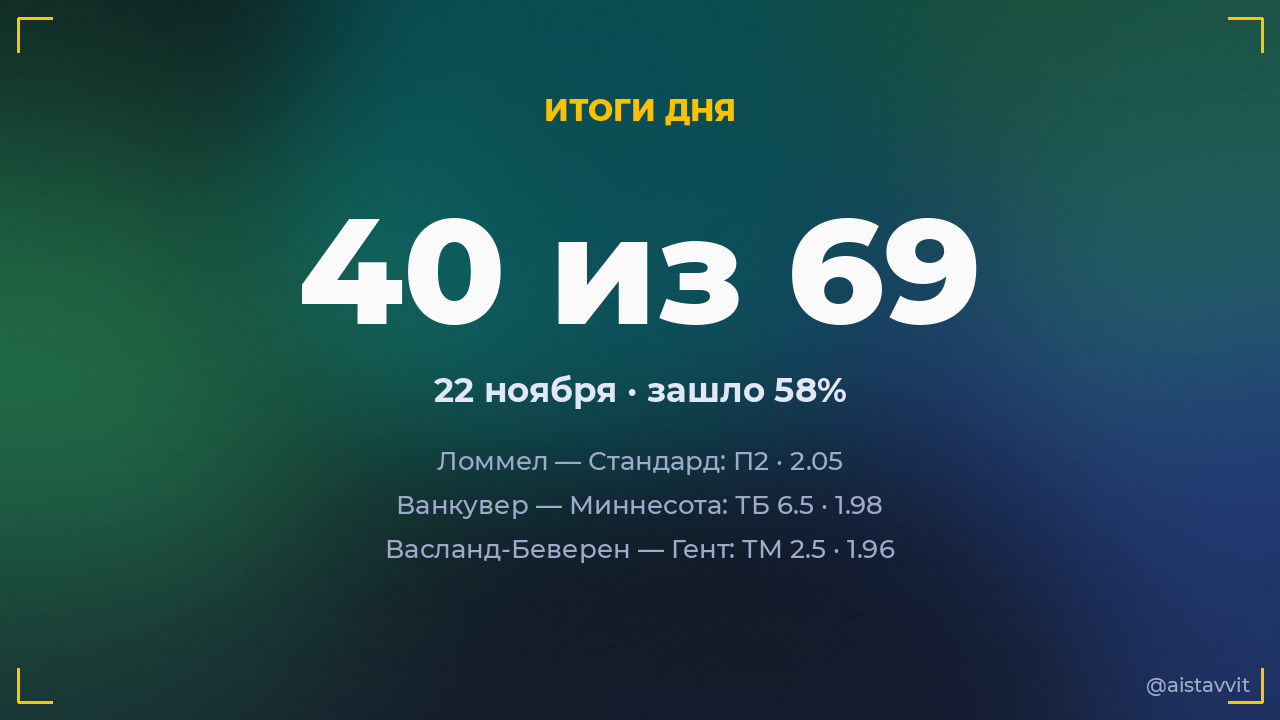 ИТОГИ ДНЯ
40 из 69
22 ноября · зашло 58%
Ломмел — Стандард: П2 · 2.05
Ванкувер — Миннесота: ТБ 6.5 · 1.98
Васланд-Беверен — Гент: ТМ 2.5 · 1.96
@aistavvit